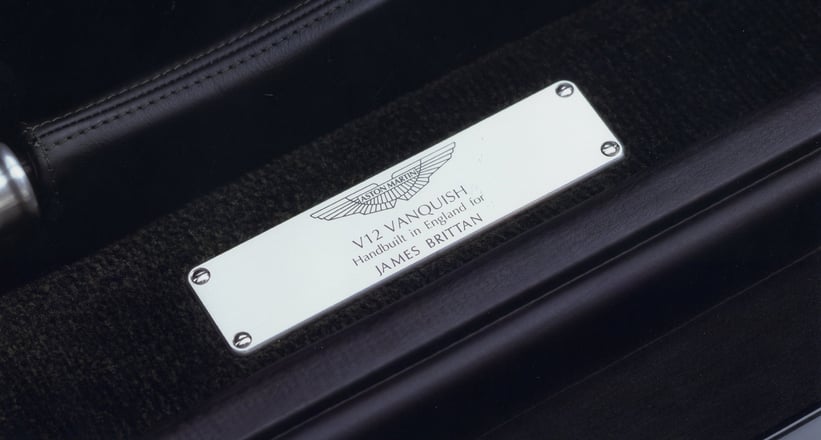 ASTON MARTIN
V12 VANQUISH
Handbuilt in England for
JAMES BRITTAN